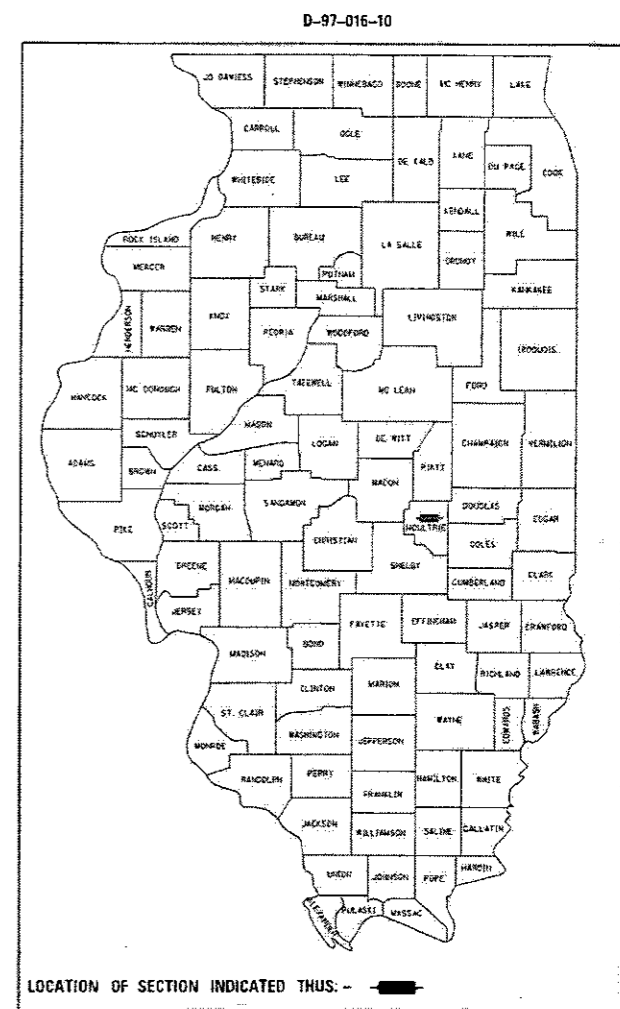 D-97-016-10
JO DAVIESS STEPHENSON WINNEBAGO BOONE MC HENRY LAKE
CARROLL OGLE
DE KALB KANE DU PAGE COOK
WHITESIDE LEE
KENDALL
ROCK ISLAND HENRY BUREAU LA SALLE WILL
MERCER PUTNAM GRUNDY
STARK MARSHALL KANKAKEE
HENDERSON WARREN KNOX PEORIA WOODFORD LIVINGSTON
IROQUOIS
HANCOCK MC DONOUGH FULTON TAZEWELL MC LEAN FORD
MASON
SCHUYLER LOGAN DE WITT CHAMPAIGN VERMILION
ADAMS BROWN CASS MENARD PIATT
MACON
MORGAN SANGAMON DOUGLAS
PIKE SCOTT CHRISTIAN MOULTRIE EDGAR
COLES
SHELBY
GREENE CLARK
CALHOUN MACOUPIN MONTGOMERY CUMBERLAND
JERSEY
FAYETTE EFFINGHAM JASPER CRAWFORD
MADISON BOND
CLAY RICHLAND LAWRENCE
CLINTON MARION
ST. CLAIR WAYNE EDWARDS WABASH
WASHINGTON JEFFERSON
MONROE
RANDOLPH PERRY HAMILTON WHITE
FRANKLIN
JACKSON WILLIAMSON SALINE GALLATIN
UNION JOHNSON POPE HARDIN
ALEXANDER PULASKI MASSAC
LOCATION OF SECTION INDICATED THUS: -